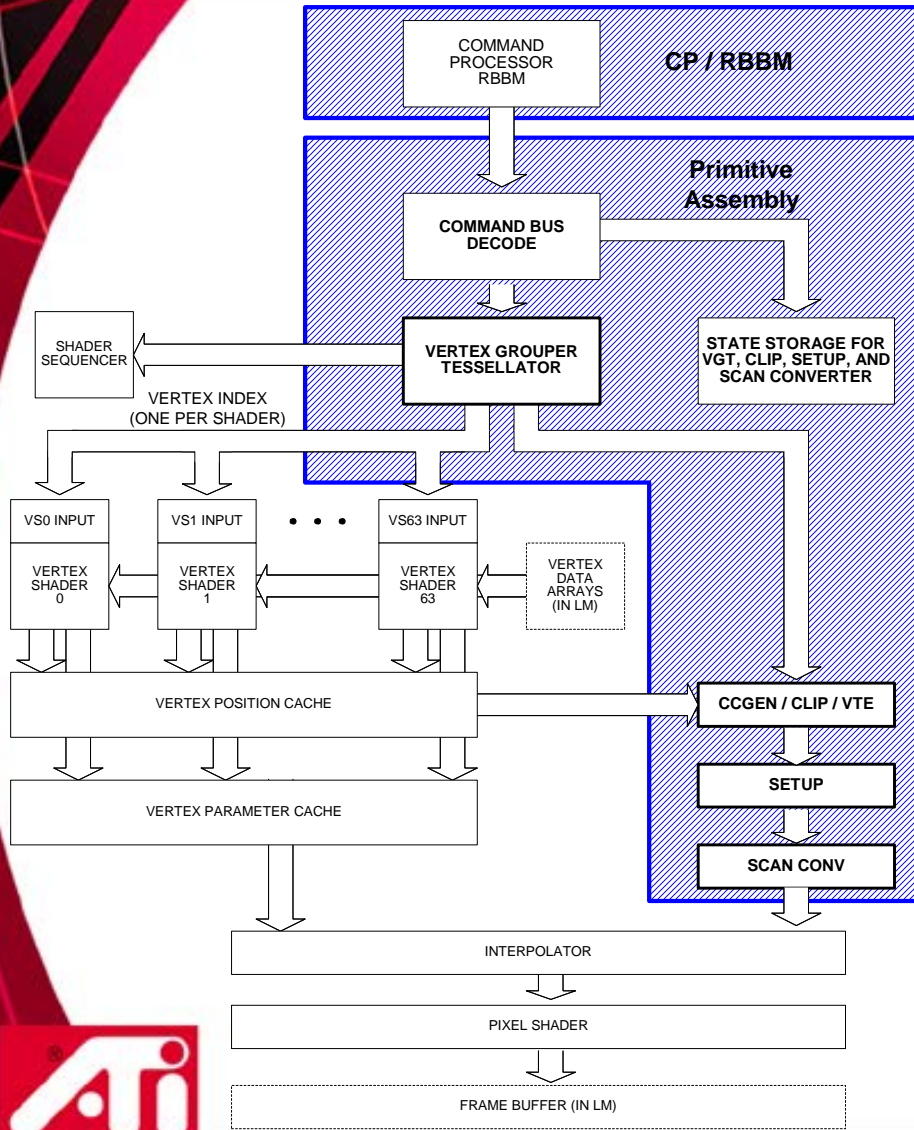 COMMAND
PROCESSOR
RBBM
CP / RBBM
Primitive
Assembly
COMMAND BUS
DECODE
SHADER
SEQUENCER
VERTEX GROUPER
TESSELLATOR
STATE STORAGE FOR
VGT, CLIP, SETUP, AND
SCAN CONVERTER
VERTEX INDEX
(ONE PER SHADER)
VS0 INPUT
VS1 INPUT
• • •
VS63 INPUT
VERTEX
SHADER
0
VERTEX
SHADER
1
VERTEX
SHADER
63
VERTEX
DATA
ARRAYS
(IN LM)
VERTEX POSITION CACHE
CCGEN / CLIP / VTE
SETUP
VERTEX PARAMETER CACHE
SCAN CONV
INTERPOLATOR
PIXEL SHADER
FRAME BUFFER (IN LM)
®
ATi